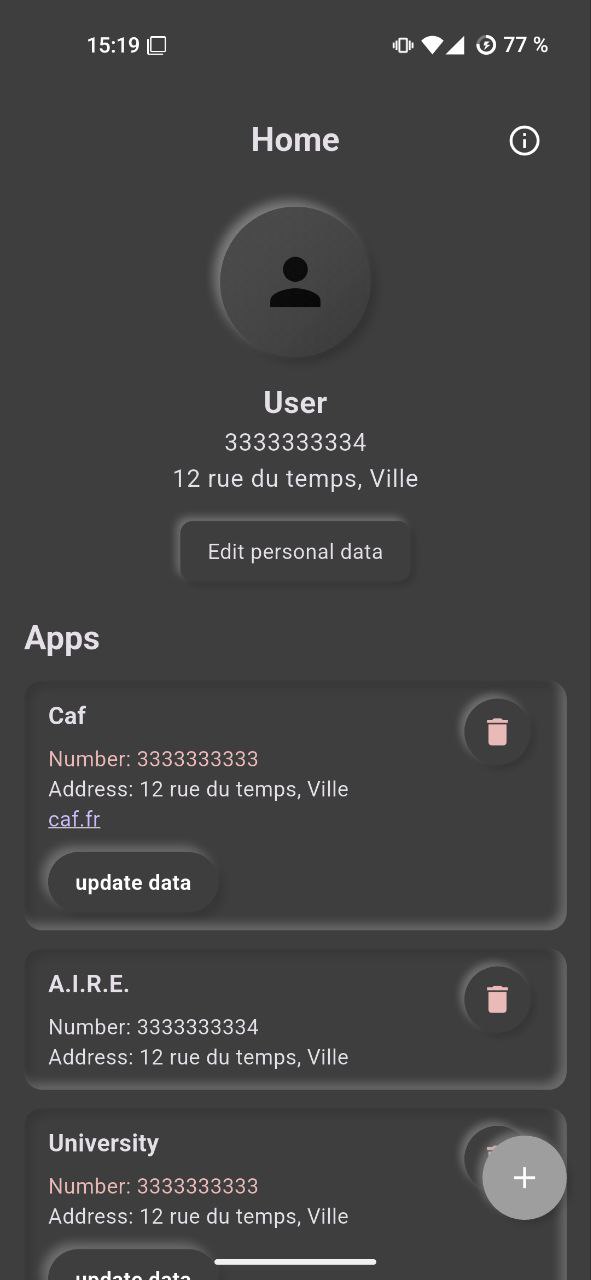 15:19 77 %
Home
User
3333333334
12 rue du temps, Ville
Edit personal data
Apps
Caf
Number: 3333333333
Address: 12 rue du temps, Ville
caf.fr
update data
A.I.R.E.
Number: 3333333334
Address: 12 rue du temps, Ville
University
Number: 3333333333
Address: 12 rue du temps, Ville
update data